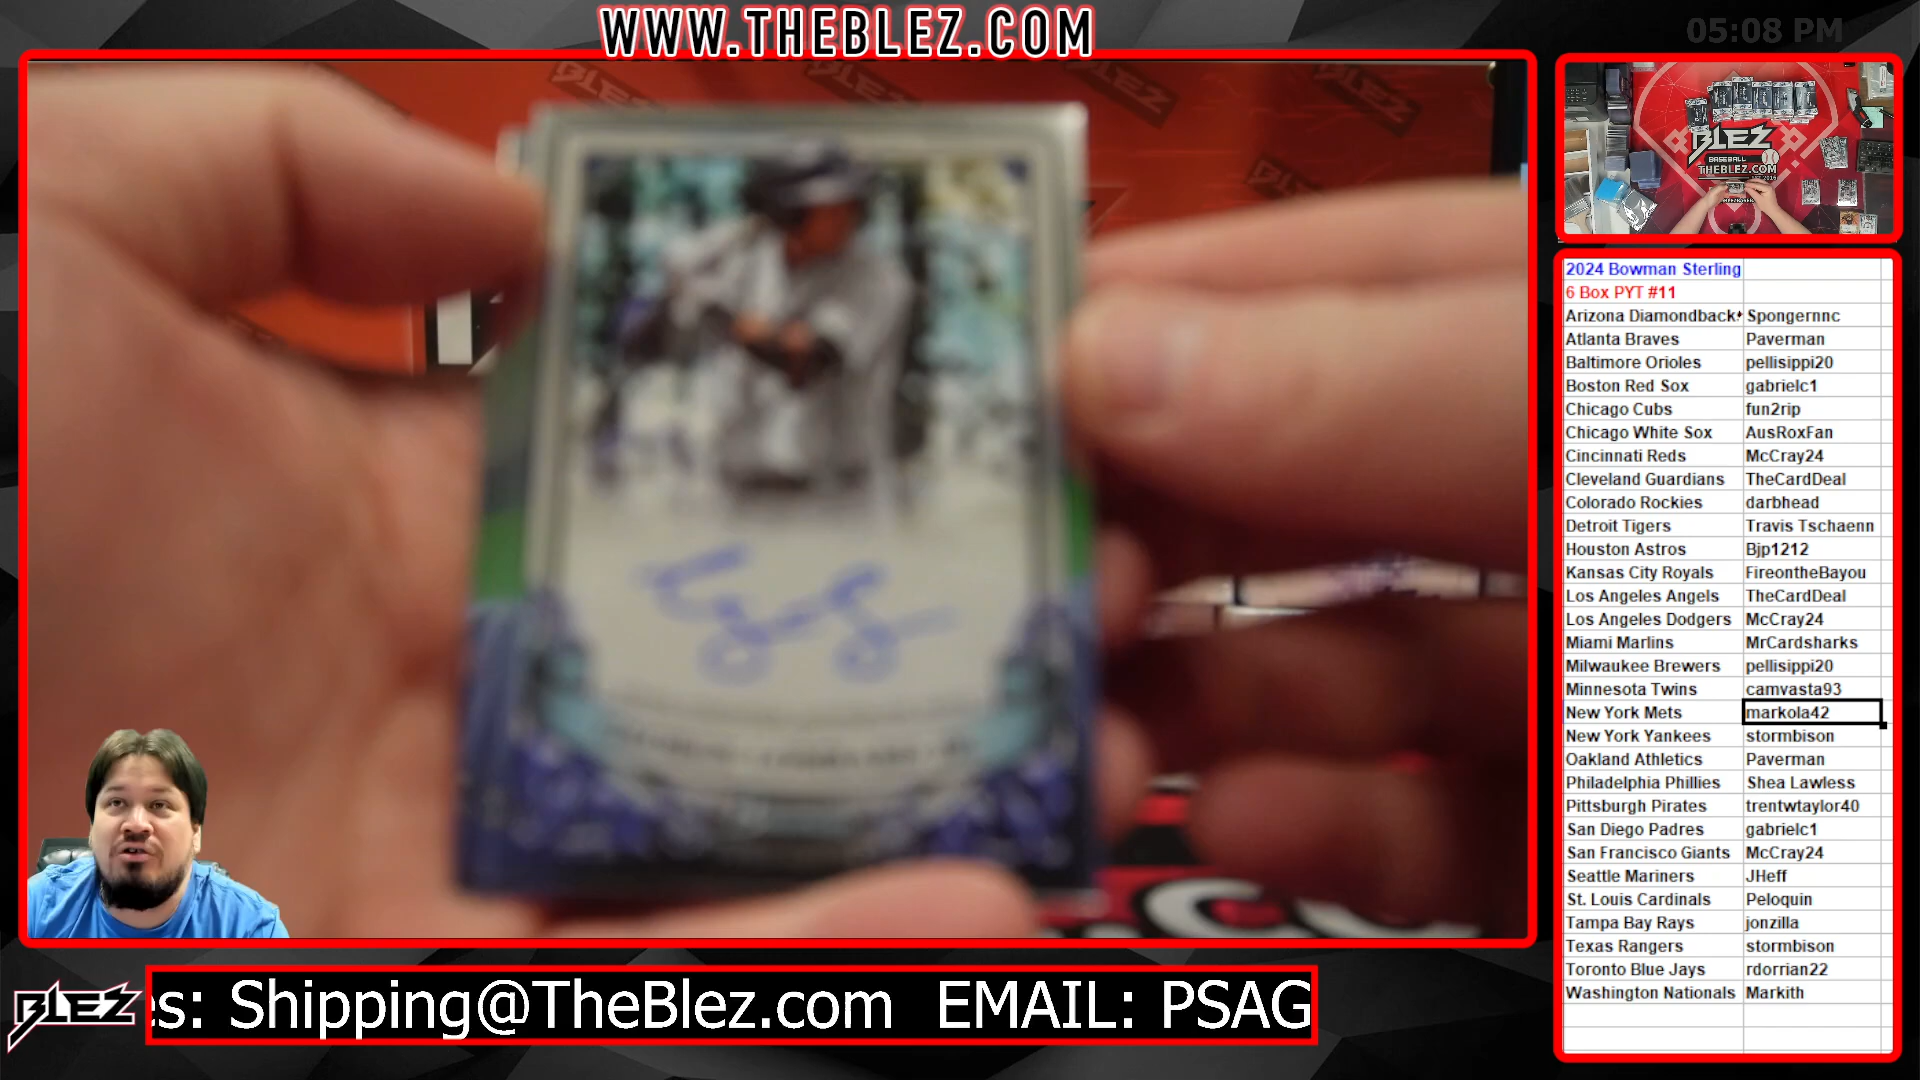 WWW.THEBLEZ.COM
05:08 PM
BLEZ
BASEBALL
THEBLEZ.COM
2024 Bowman Sterling
6 Box PYT #11
Arizona Diamondback Spongernnc
Atlanta Braves Paverman
Baltimore Orioles pellisippi20
Boston Red Sox gabrielc1
Chicago Cubs fun2rip
Chicago White Sox AusRoxFan
Cincinnati Reds McCray24
Cleveland Guardians TheCardDeal
Colorado Rockies darbhead
Detroit Tigers Travis Tschaenn
Houston Astros Bjp1212
Kansas City Royals FireontheBayou
Los Angeles Angels TheCardDeal
Los Angeles Dodgers McCray24
Miami Marlins MrCardsharks
Milwaukee Brewers pellisippi20
Minnesota Twins camvasta93
New York Mets markola42
New York Yankees stormbison
Oakland Athletics Paverman
Philadelphia Phillies Shea Lawless
Pittsburgh Pirates trentwtaylor40
San Diego Padres gabrielc1
San Francisco Giants McCray24
Seattle Mariners JHeff
St. Louis Cardinals Peloquin
Tampa Bay Rays jonzilla
Texas Rangers stormbison
Toronto Blue Jays rdorrian22
Washington Nationals Markith
BLEZ
s: Shipping@TheBlez.com EMAIL: PSAG